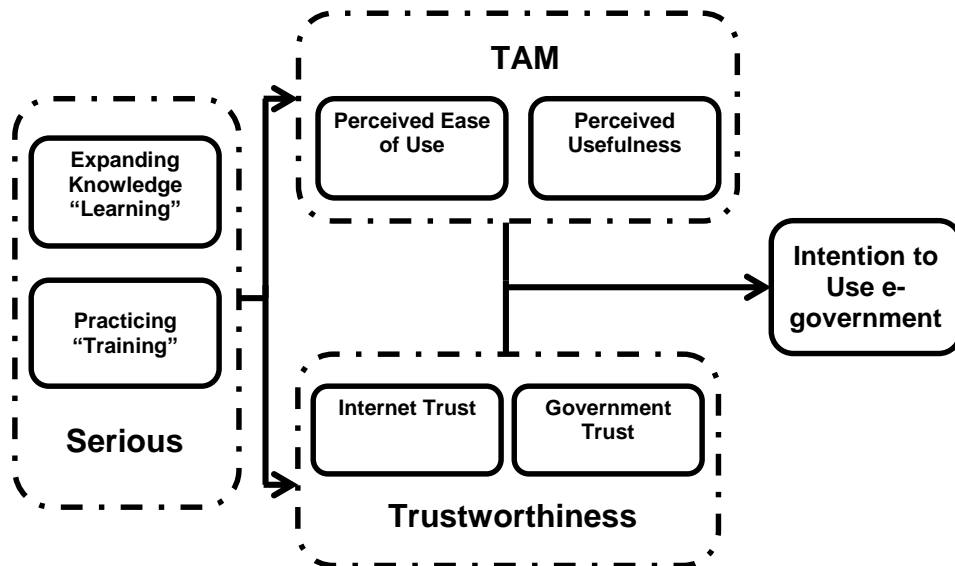 Expanding
Knowledge
“Learning”
Practicing
“Training”
Serious
TAM
Perceived Ease
of Use
Perceived
Usefulness
Internet Trust
Government
Trust
Trustworthiness
Intention to
Use e-
government